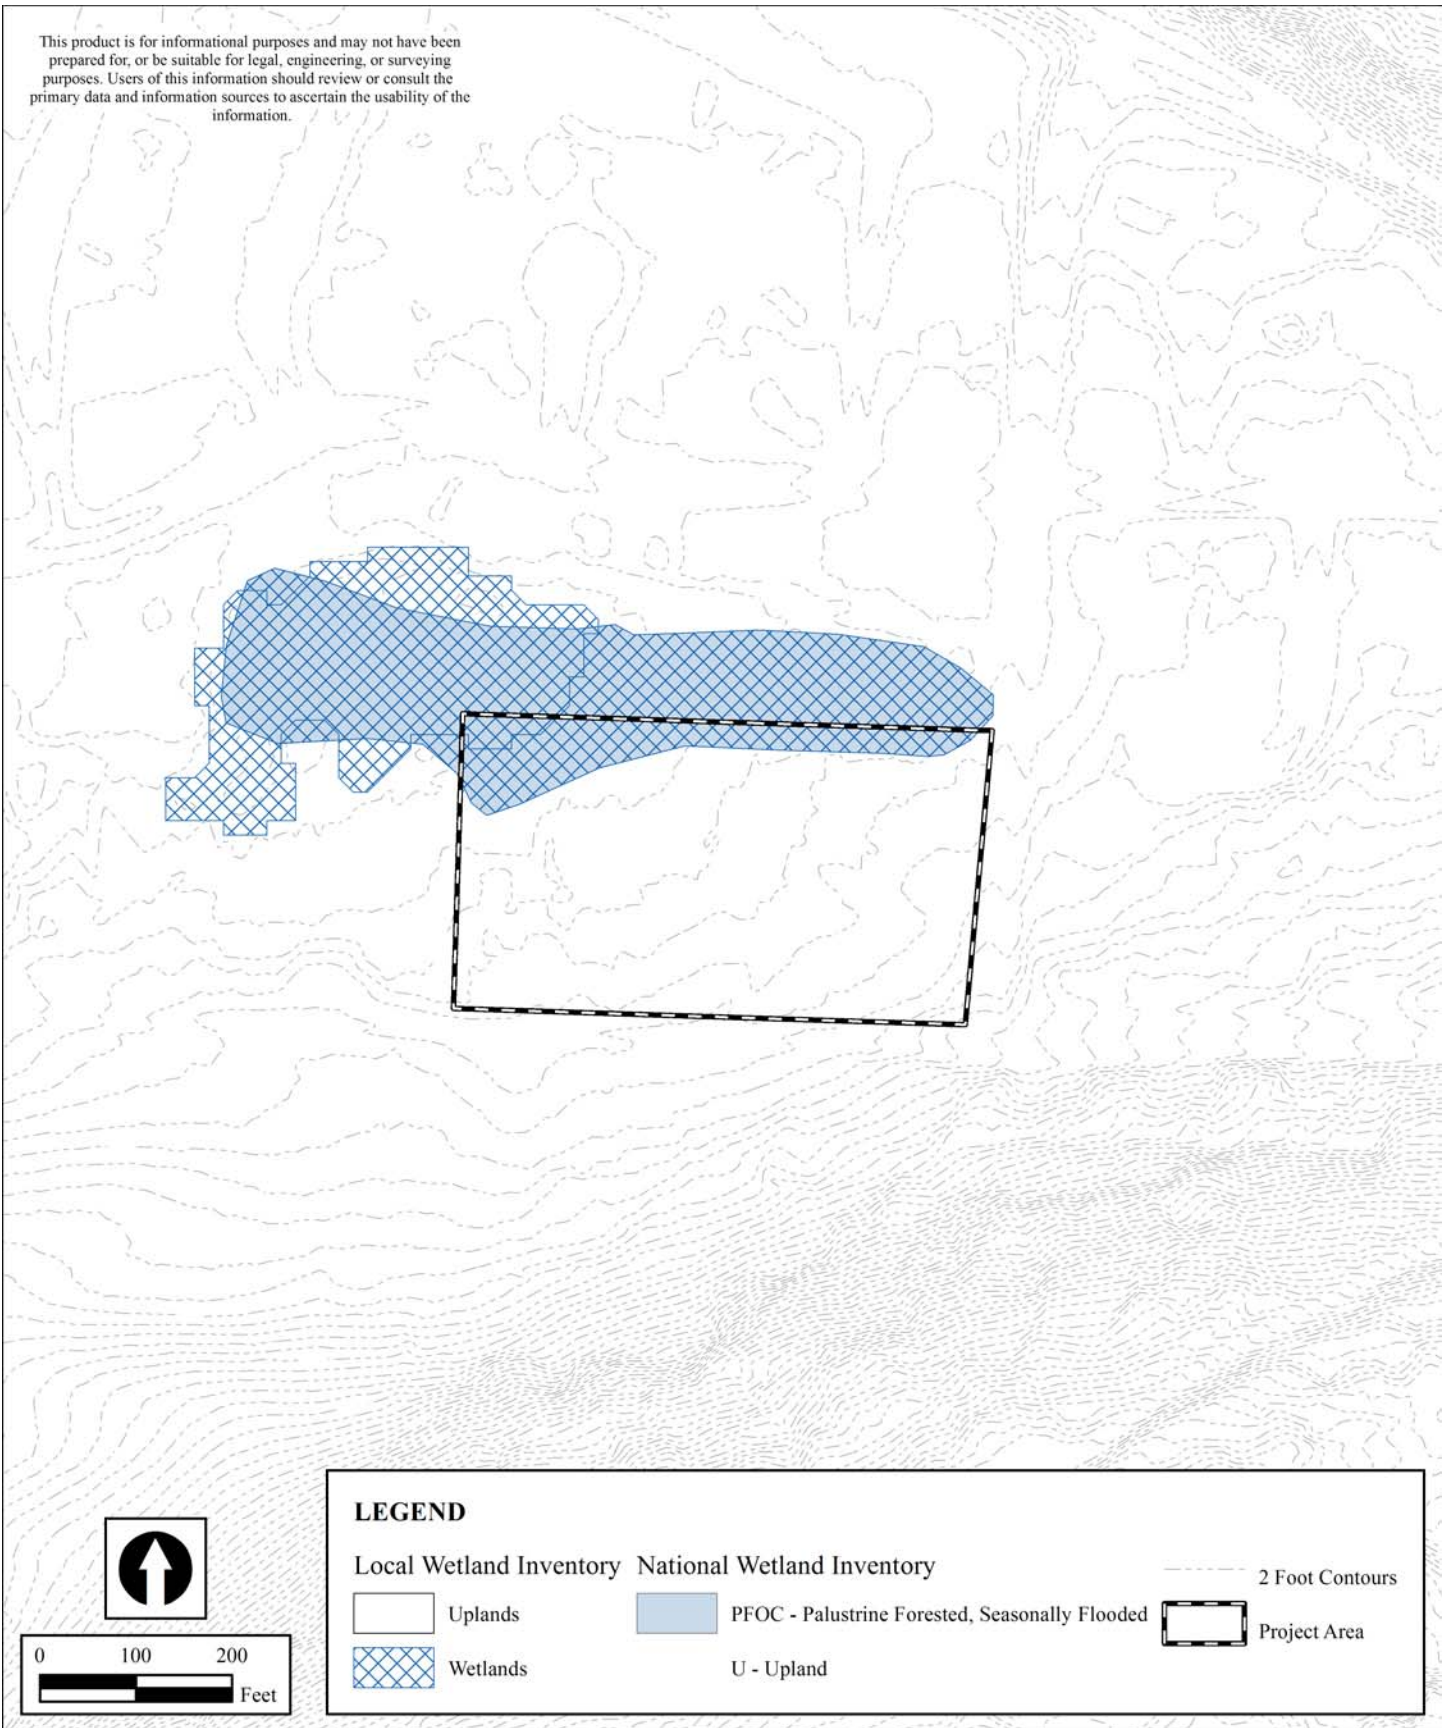 This product is for informational purposes and may not have been
prepared for, or be suitable for legal, engineering, or surveying
purposes. Users of this information should review or consult the
primary data and information sources to ascertain the usability of the
information.
LEGEND
Local Wetland Inventory
Uplands
Wetlands
National Wetland Inventory
PFOC - Palustrine Forested, Seasonally Flooded
U - Upland
2 Foot Contours
Project Area
0 100 200
Feet